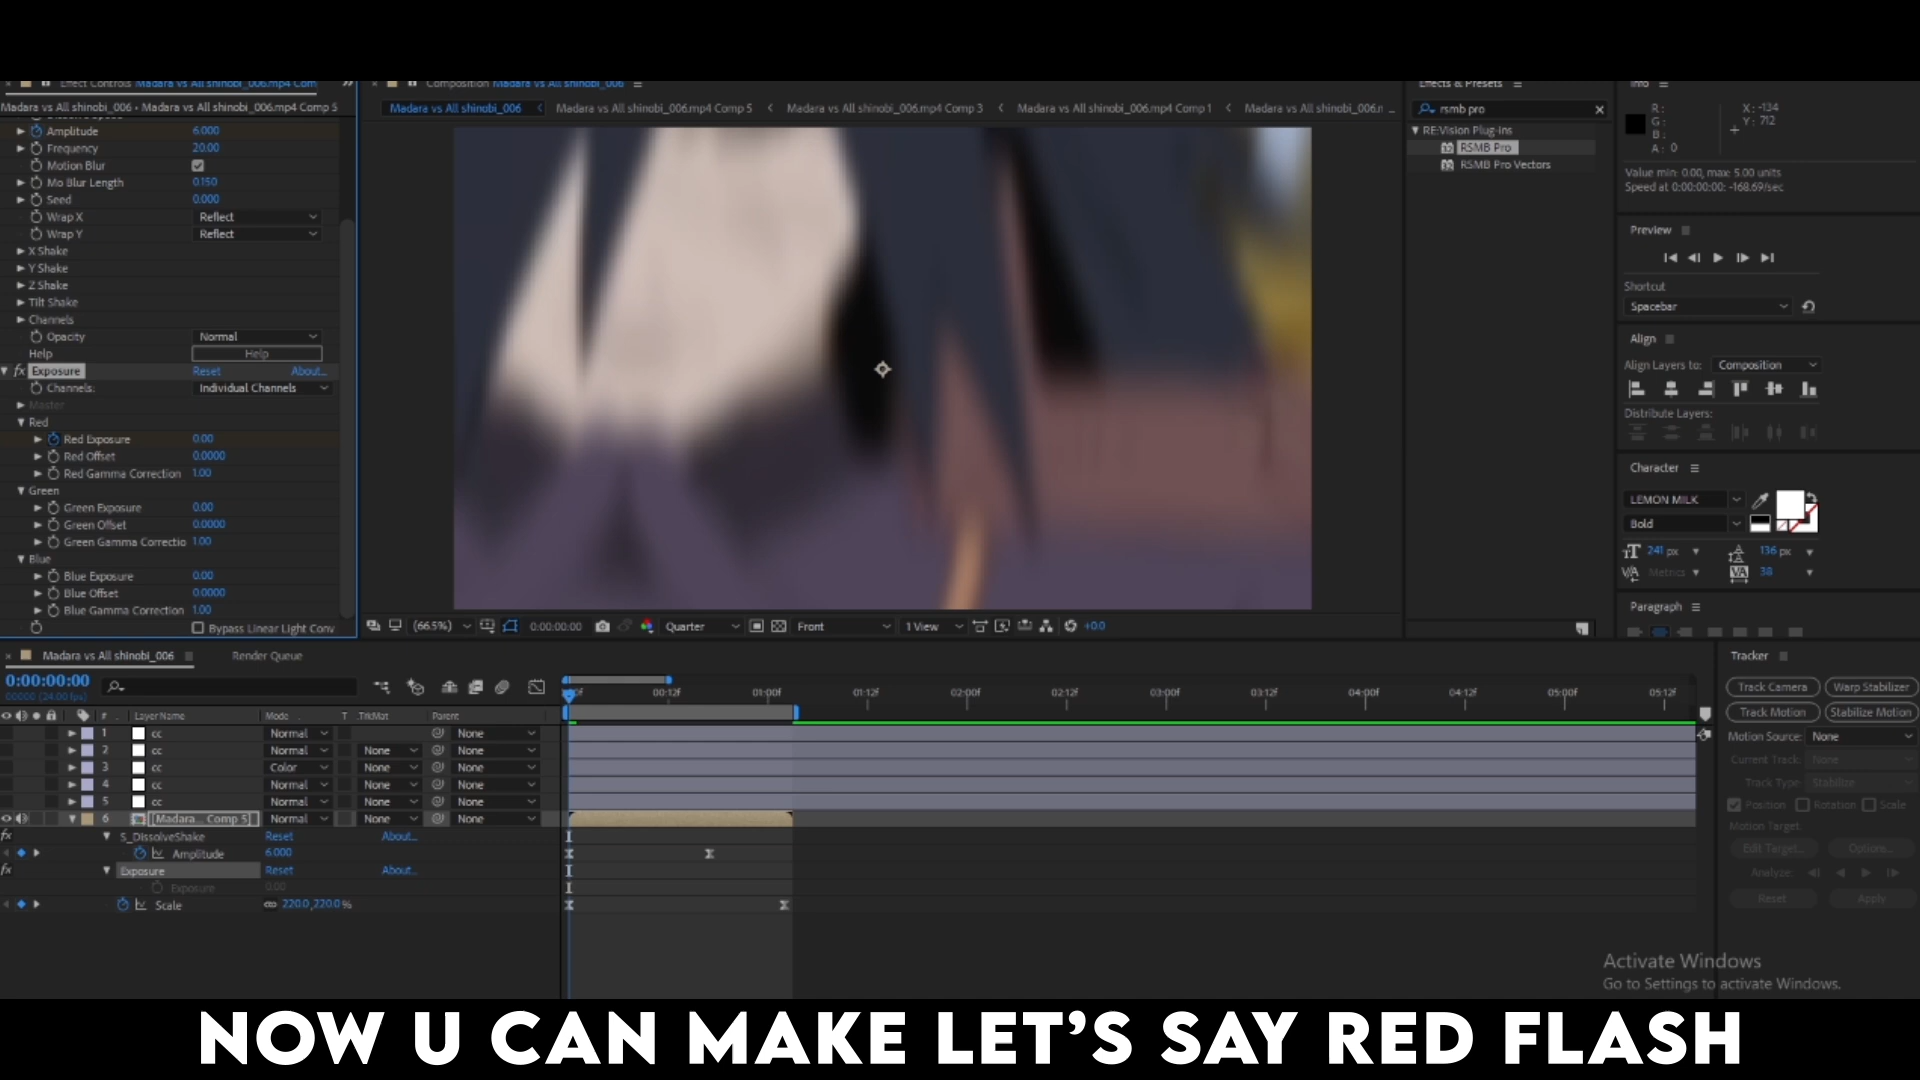 Effect Controls Madara vs All shinobi_006.mp4 Com
Madara vs All shinobi_006 • Madara vs All shinobi_006.mp4 Comp 5
Amplitude 6.000
Frequency 20.00
Motion Blur
Mo Blur Length 0.150
Seed 0.000
Wrap X Reflect
Wrap Y Reflect
X Shake
Y Shake
Z Shake
Tilt Shake
Channels
Opacity Normal
Help Help
fx Exposure Reset About...
Channels: Individual Channels
Master
Red
Red Exposure 0.00
Red Offset 0.0000
Red Gamma Correction 1.00
Green
Green Exposure 0.00
Green Offset 0.0000
Green Gamma Correctio 1.00
Blue
Blue Exposure 0.00
Blue Offset 0.0000
Blue Gamma Correction 1.00
Bypass Linear Light Conv
Composition Madara vs All shinobi_006
Madara vs All shinobi_006 Madara vs All shinobi_006.mp4 Comp 5 Madara vs All shinobi_006.mp4 Comp 3 Madara vs All shinobi_006.mp4 Comp 1 Madara vs All shinobi_006.n ...
(66.5%) 0:00:00:00 Quarter Front 1 View +0.0
Effects & Presets
rsmb pro
RE:Vision Plug-ins
RSMB Pro
RSMB Pro Vectors
Info
R: X: -134
G: Y: 712
B:
A: 0
Value min: 0.00, max: 5.00 units
Speed at 0:00:00:00: -168.69/sec
Preview
Shortcut
Spacebar
Align
Align Layers to: Composition
Distribute Layers:
Character
LEMON MILK
Bold
241 px 136 px
Metrics 38
Paragraph
Madara vs All shinobi_006 Render Queue
0:00:00:00
00000 (24.00 fps)
00:12f 01:00f 01:12f 02:00f 02:12f 03:00f 03:12f 04:00f 04:12f 05:00f 05:12f
# Layer Name Mode T .TrkMat Parent
1 cc Normal None
2 cc Normal None None
3 cc Color None None
4 cc Normal None None
5 cc Normal None None
6 [Madara... Comp 5] Normal None None
fx S_DissolveShake Reset About...
Amplitude 6.000
fx Exposure Reset About...
Exposure 0.00
Scale 220.0,220.0%
Tracker
Track Camera Warp Stabilizer
Track Motion Stabilize Motion
Motion Source: None
Current Track: None
Track Type: Stabilize
Position Rotation Scale
Motion Target:
Edit Target... Options...
Analyze:
Reset Apply
Activate Windows
Go to Settings to activate Windows.
NOW U CAN MAKE LET'S SAY RED FLASH